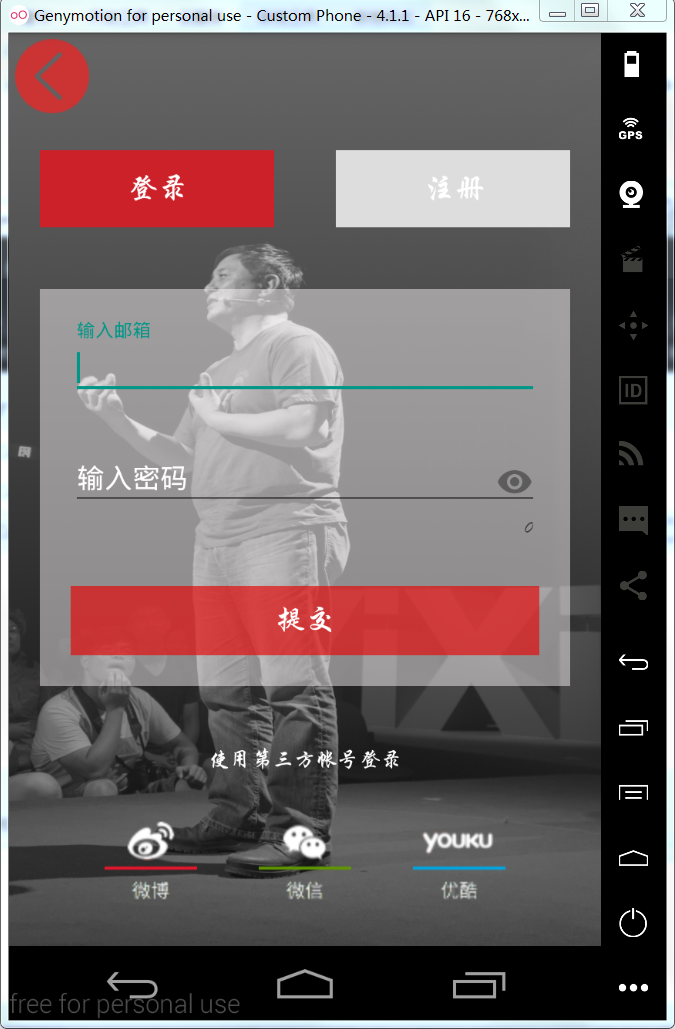 Genymotion for personal use - Custom Phone - 4.1.1 - API 16 - 768x...
GPS
登录
注册
输入邮箱
输入密码
ID
提交
使用第三方帐号登录
YOUKU
微博
微信
优酷
free for personal use